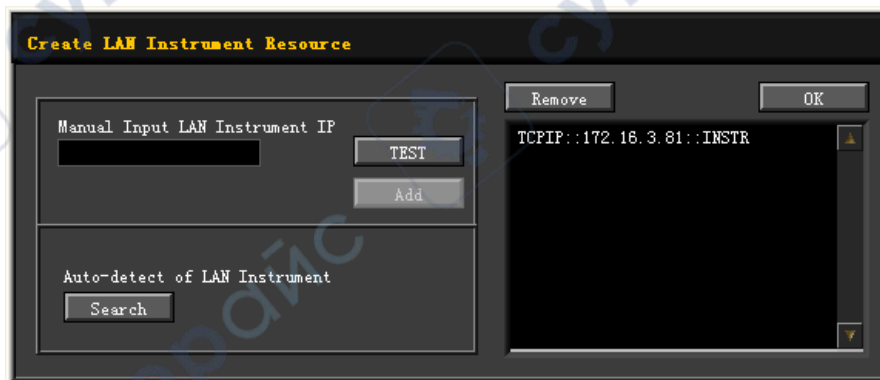 Create LAN Instrument Resource
Remove
OK
Manual Input LAN Instrument IP
TEST
Add
TCPIP::172.16.3.81::INSTR
Auto-detect of LAN Instrument
Search